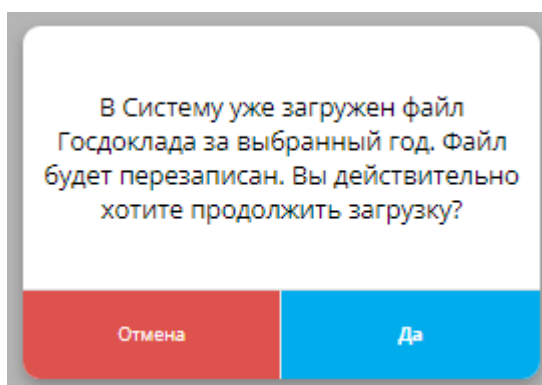 В Систему уже загружен файл
Госдоклада за выбранный год. Файл
будет перезаписан. Вы действительно
хотите продолжить загрузку?
Отмена
Да